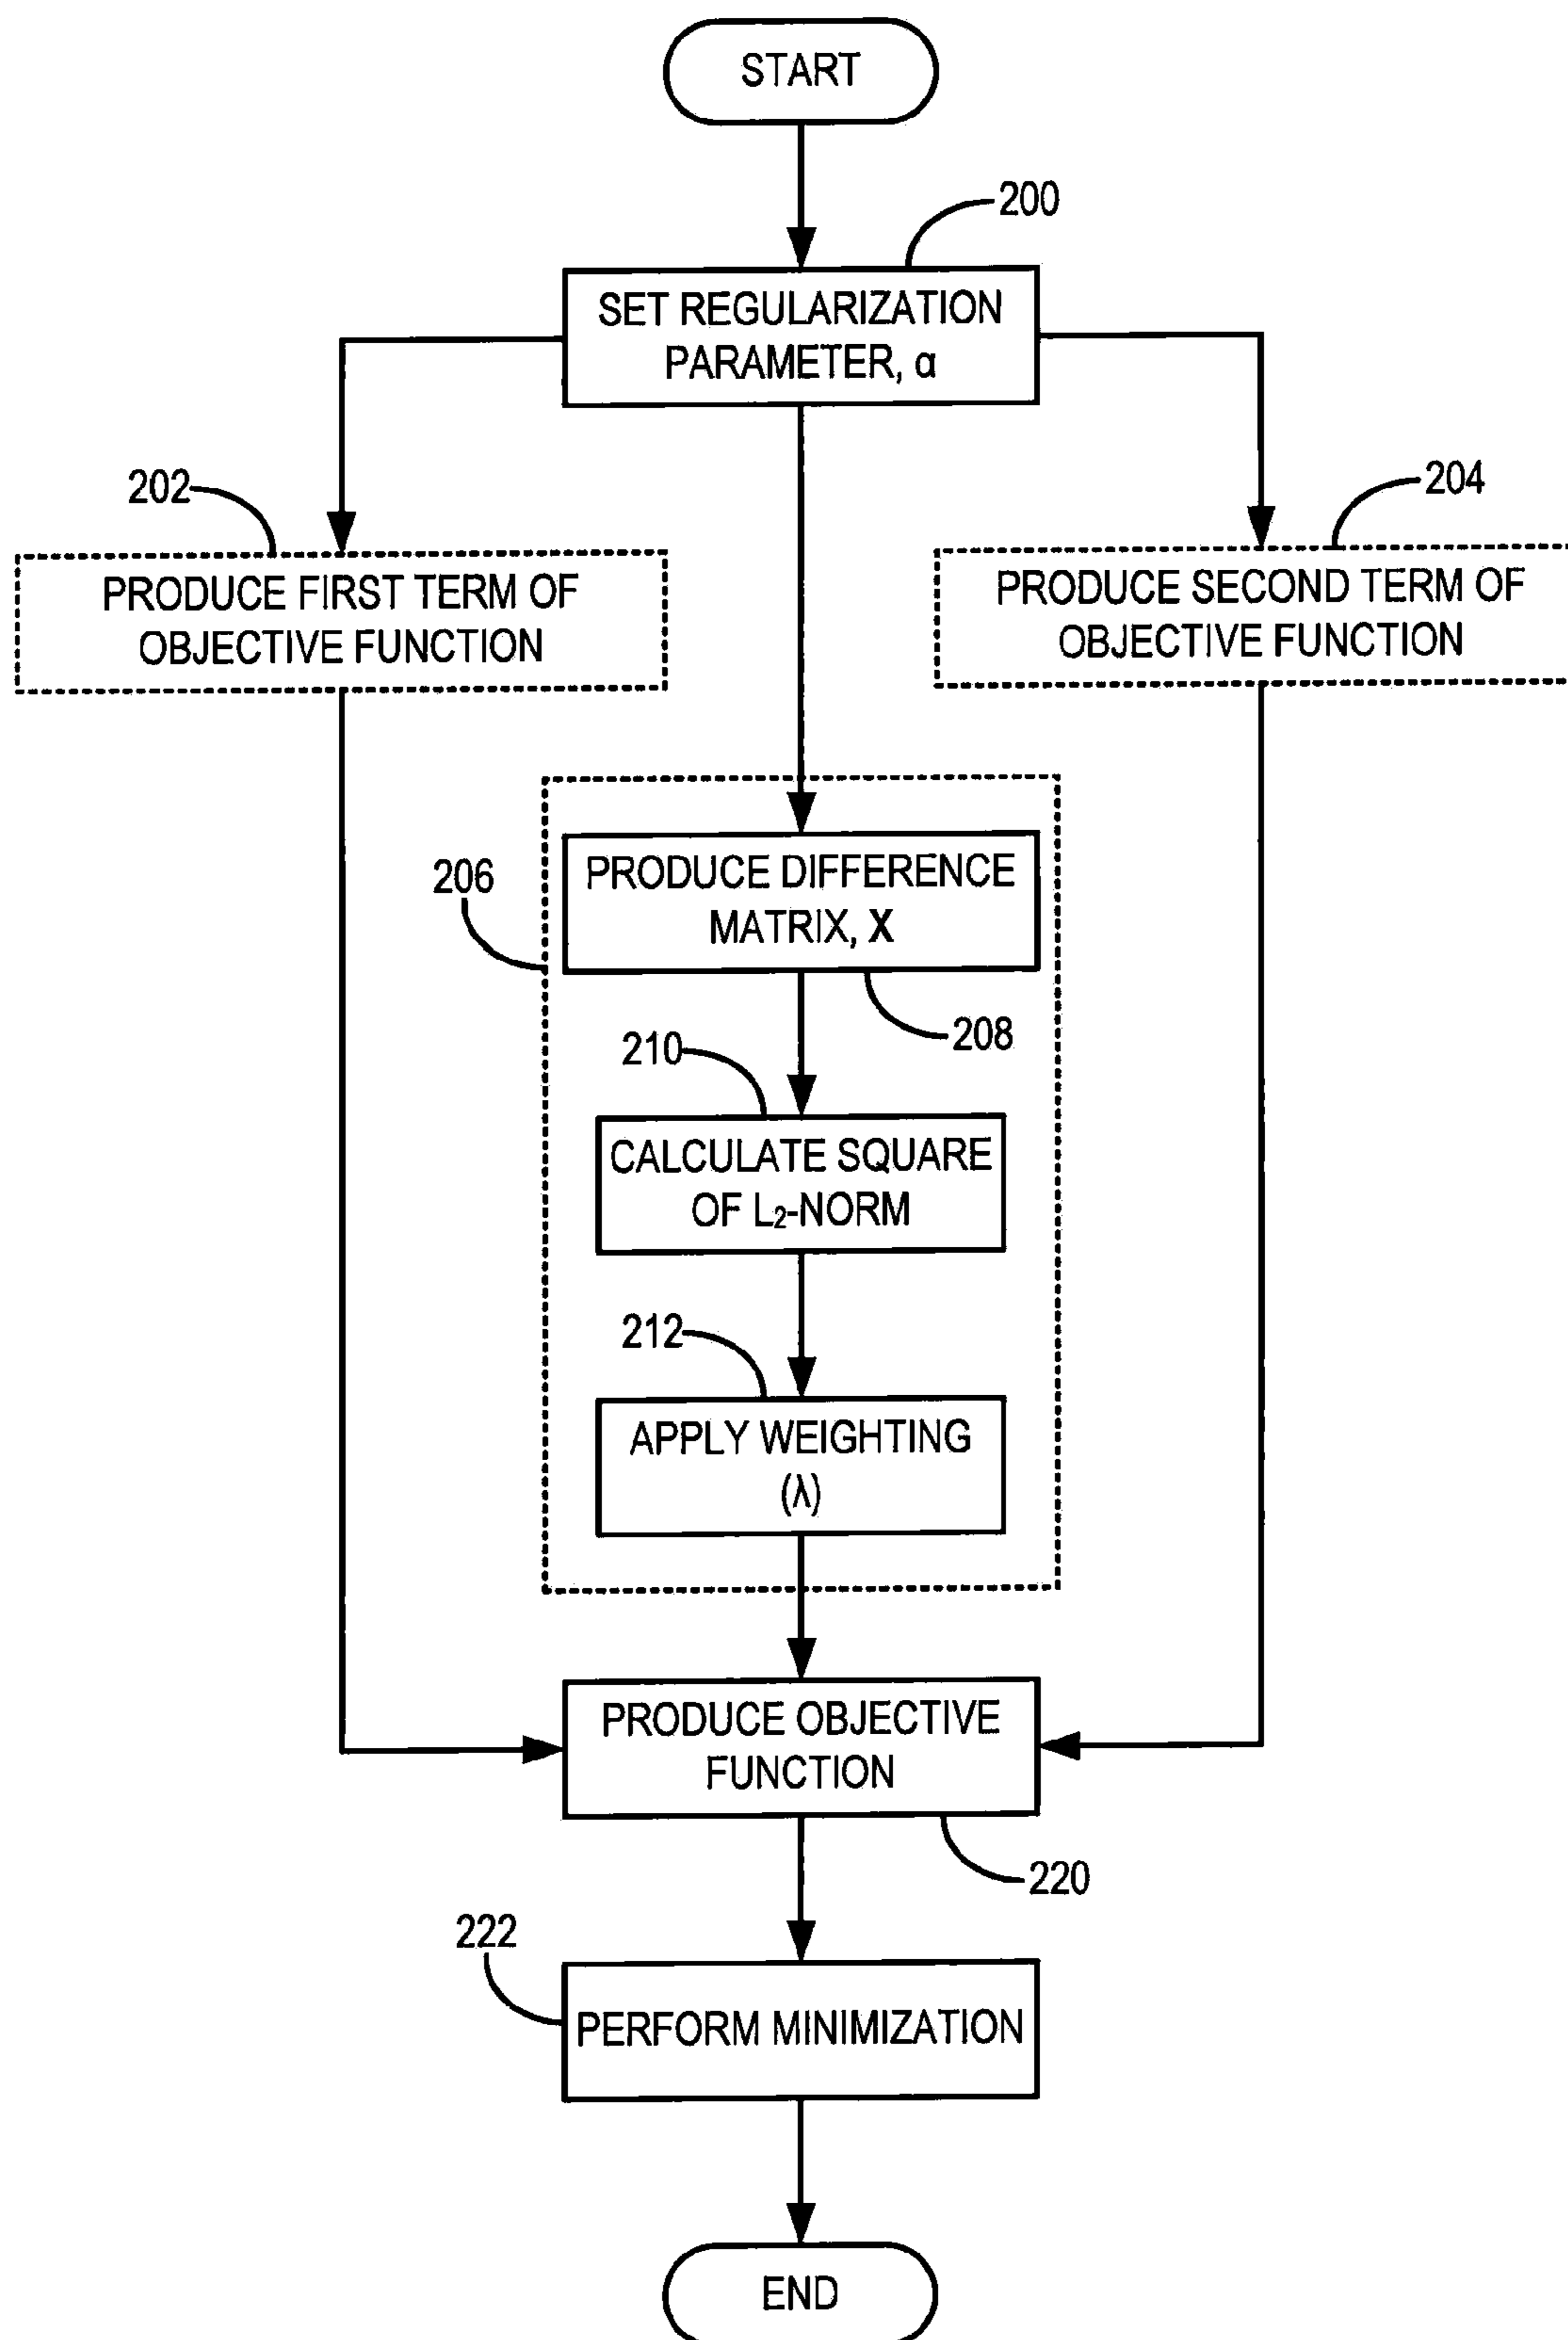 START
200
SET REGULARIZATION
PARAMETER, α
202
204
PRODUCE FIRST TERM OF
OBJECTIVE FUNCTION
PRODUCE SECOND TERM OF
OBJECTIVE FUNCTION
206
PRODUCE DIFFERENCE
MATRIX, X
208
210
CALCULATE SQUARE
OF L₂-NORM
212
APPLY WEIGHTING
(λ)
PRODUCE OBJECTIVE
FUNCTION
220
222
PERFORM MINIMIZATION
END